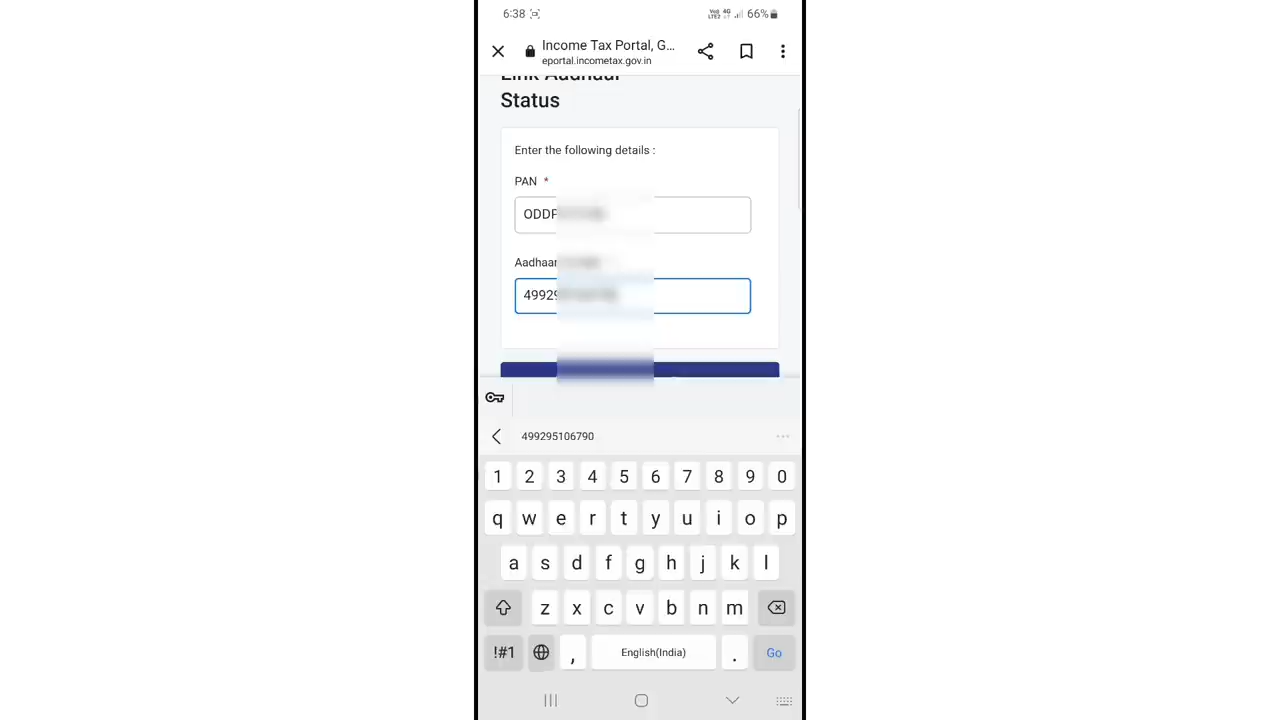 6:38 66%
Income Tax Portal, G...
eportal.incometax.gov.in
Link Aadhaar
Status
Enter the following details :
PAN *
ODDP
Aadhaar
49929
499295106790
1 2 3 4 5 6 7 8 9 0
q w e r t y u i o p
a s d f g h j k l
z x c v b n m
!#1 , English(India) . Go